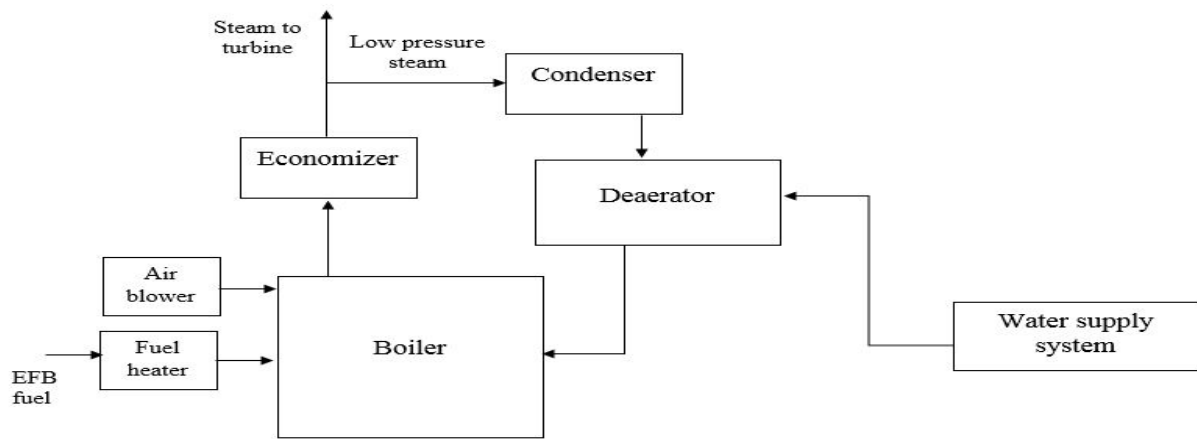 Steam to
turbine
Low pressure
steam
Condenser
Economizer
Deaerator
Air
blower
Boiler
Water supply
system
Fuel
heater
EFB
fuel